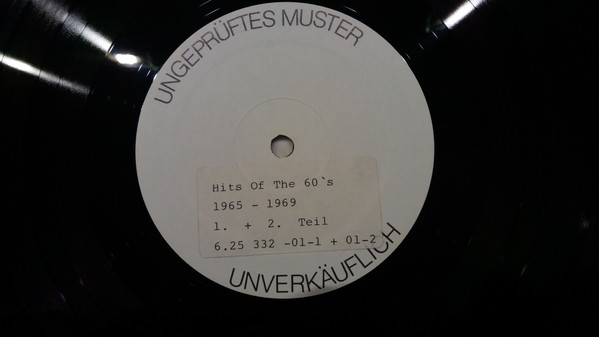 UNGEPRÜFTES MUSTER
Hits Of The 60`s
1965 - 1969
1. + 2. Teil
6.25 332 -01-1 + 01-2
UNVERKÄUFLICH